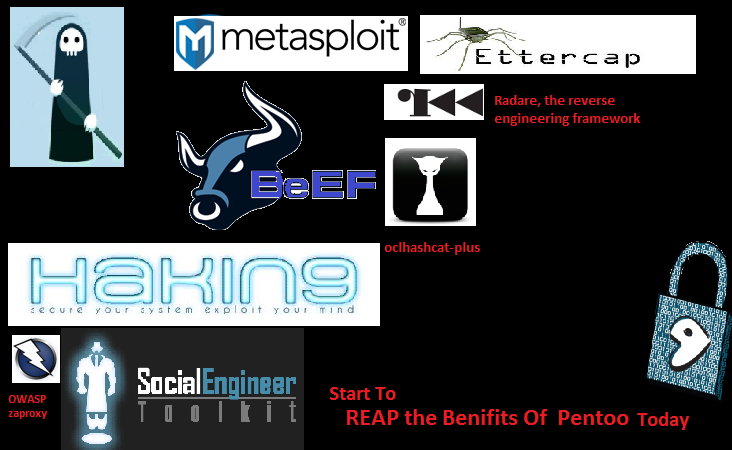 metasploit®
Ettercap
Radare, the reverse
engineering framework
BeEF
oclhashcat-plus
HAKIN9
secure your system exploit your mind
OWASP
zaproxy
SocialEngineer
Toolkit
Start To
REAP the Benifits Of Pentoo Today